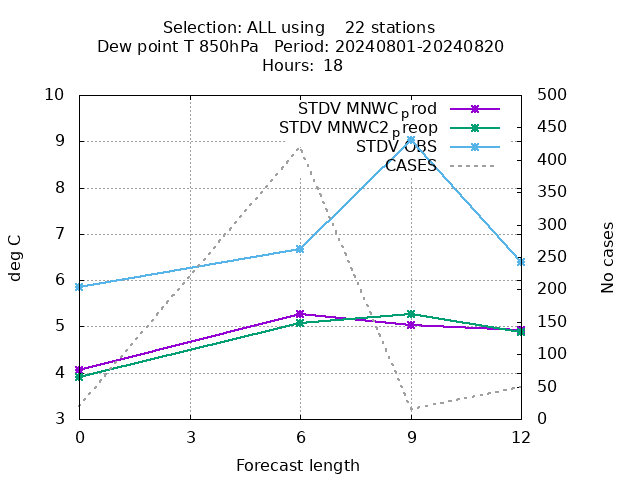 Selection: ALL using    22 stations
Dew point T 850hPa   Period: 20240801-20240820
Hours: 18
STDV MNWC_prod
STDV MNWC2_preop
STDV OBS
CASES
10
9
8
7
6
5
4
3
500
450
400
350
300
250
200
150
100
50
0
deg C
No cases
0 3 6 9 12
Forecast length